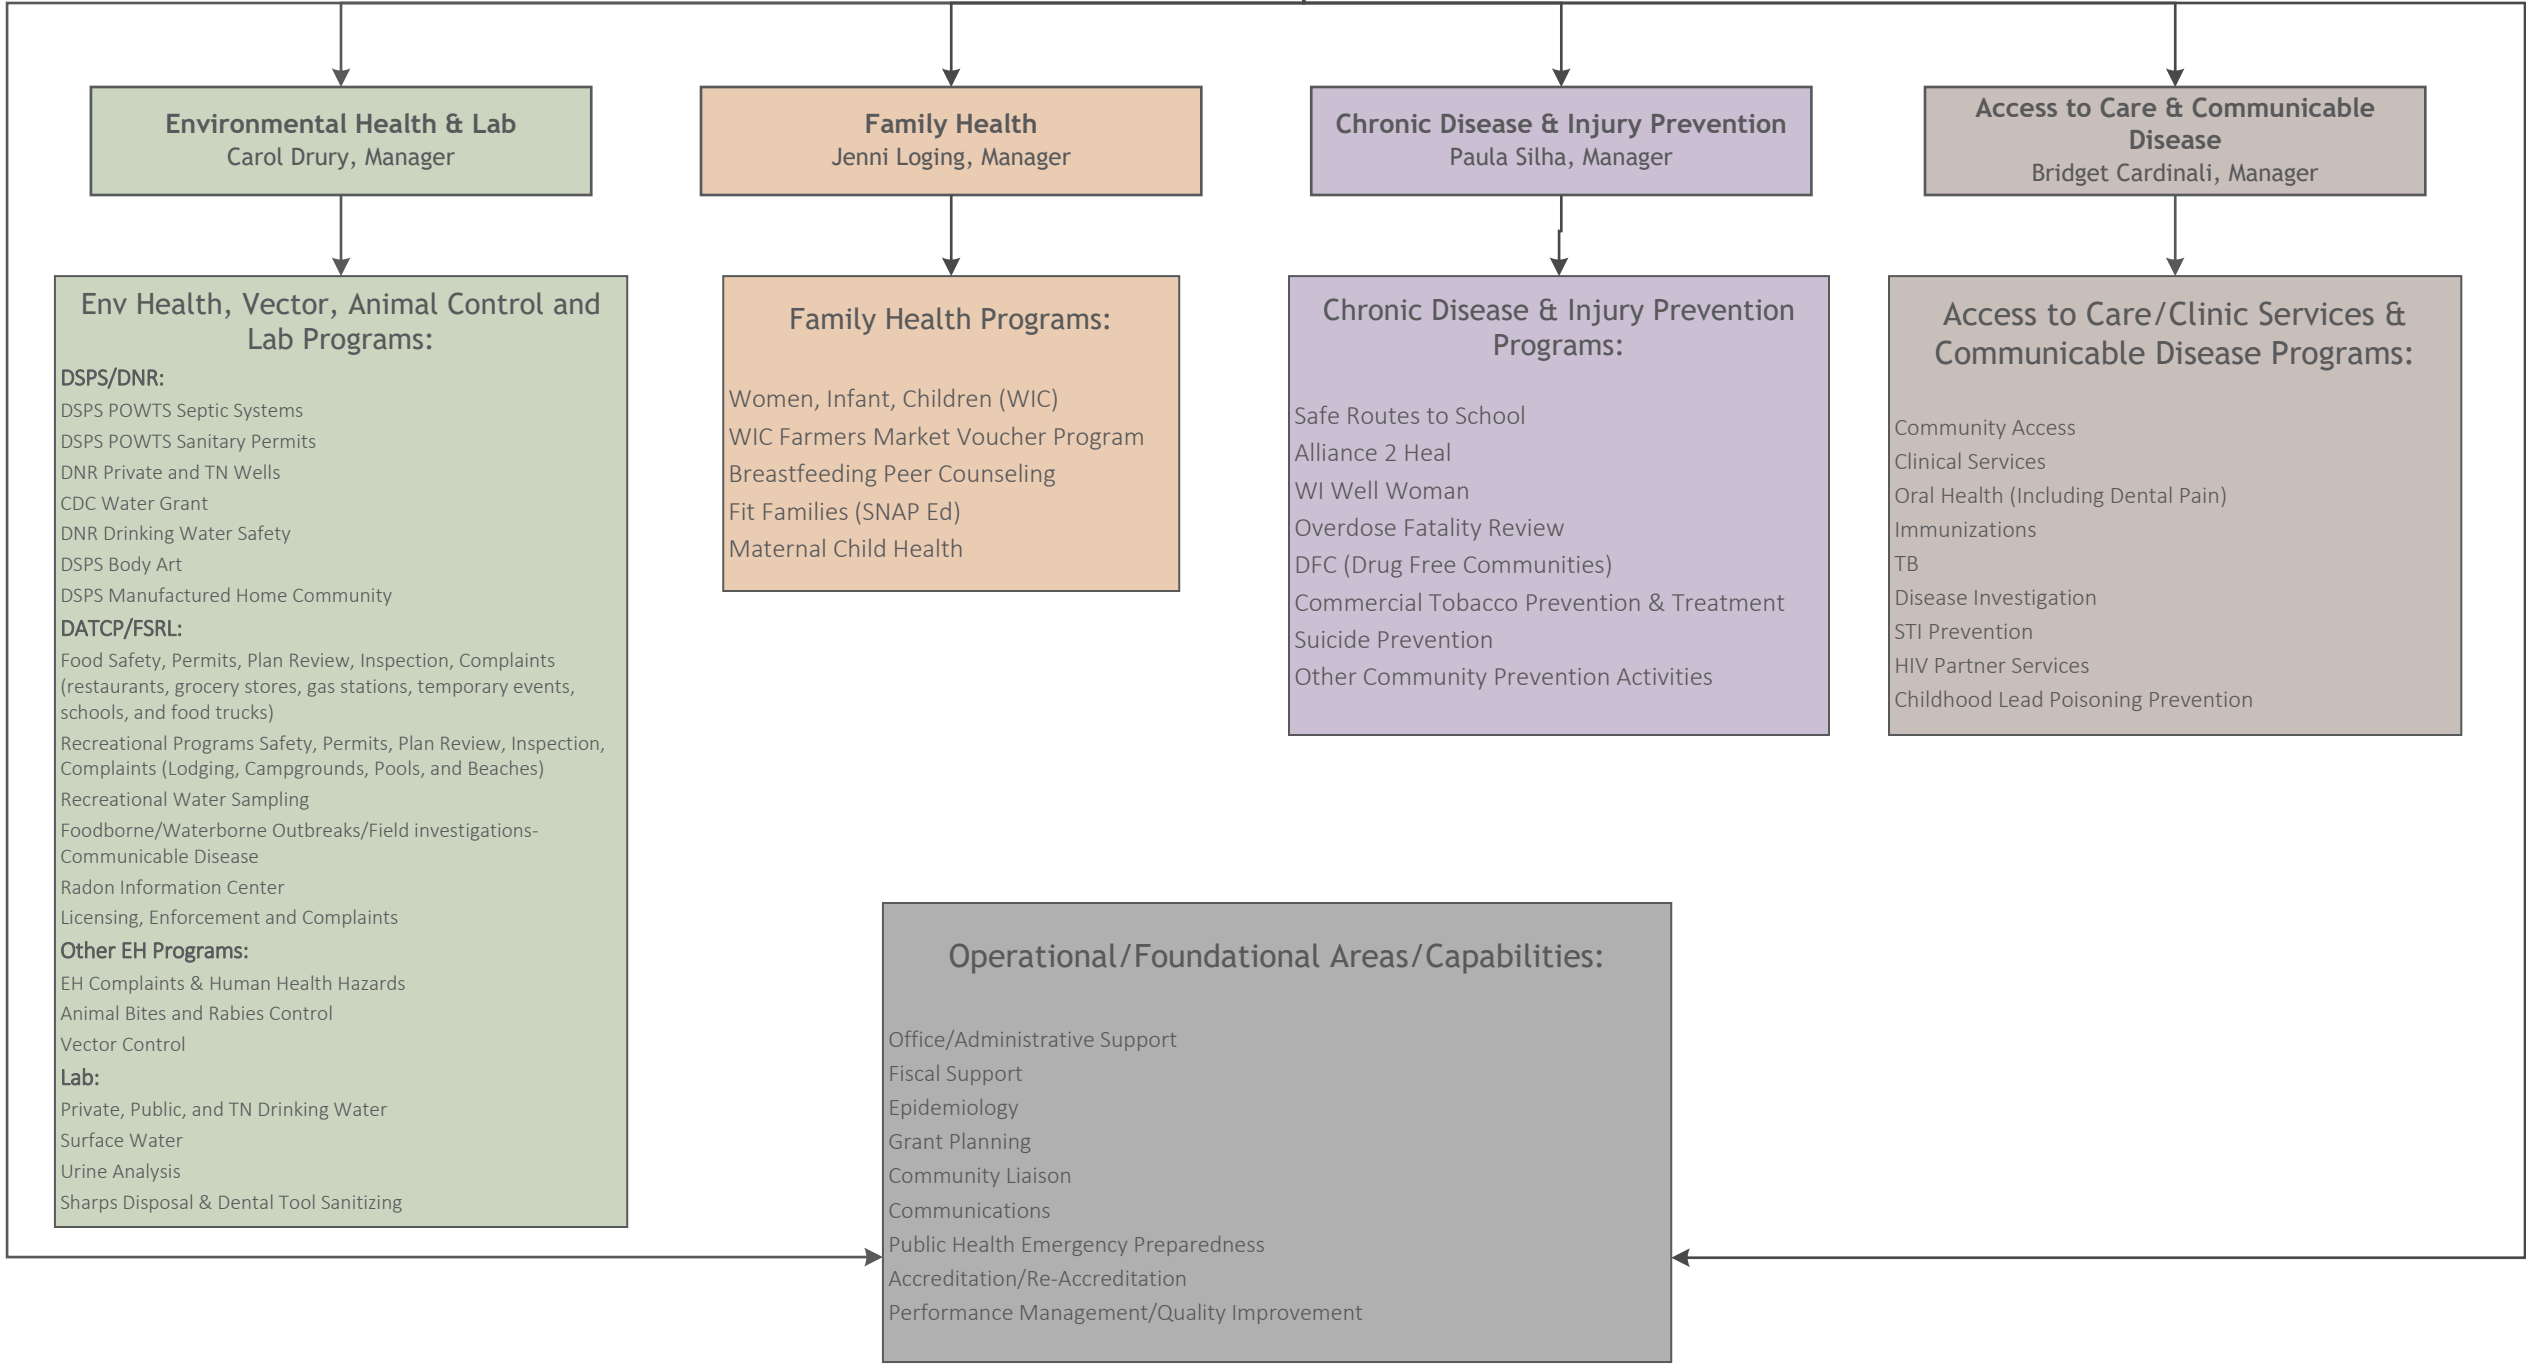 Environmental Health & Lab
Carol Drury, Manager
Family Health
Jenni Loging, Manager
Chronic Disease & Injury Prevention
Paula Silha, Manager
Access to Care & Communicable
Disease
Bridget Cardinali, Manager
Env Health, Vector, Animal Control and
Lab Programs:
DSPS/DNR:
DSPS POWTS Septic Systems
DSPS POWTS Sanitary Permits
DNR Private and TN Wells
CDC Water Grant
DNR Drinking Water Safety
DSPS Body Art
DSPS Manufactured Home Community
DATCP/FSRL:
Food Safety, Permits, Plan Review, Inspection, Complaints
(restaurants, grocery stores, gas stations, temporary events,
schools, and food trucks)
Recreational Programs Safety, Permits, Plan Review, Inspection,
Complaints (Lodging, Campgrounds, Pools, and Beaches)
Recreational Water Sampling
Foodborne/Waterborne Outbreaks/Field investigations-
Communicable Disease
Radon Information Center
Licensing, Enforcement and Complaints
Other EH Programs:
EH Complaints & Human Health Hazards
Animal Bites and Rabies Control
Vector Control
Lab:
Private, Public, and TN Drinking Water
Surface Water
Urine Analysis
Sharps Disposal & Dental Tool Sanitizing
Family Health Programs:
Women, Infant, Children (WIC)
WIC Farmers Market Voucher Program
Breastfeeding Peer Counseling
Fit Families (SNAP Ed)
Maternal Child Health
Chronic Disease & Injury Prevention
Programs:
Safe Routes to School
Alliance 2 Heal
WI Well Woman
Overdose Fatality Review
DFC (Drug Free Communities)
Commercial Tobacco Prevention & Treatment
Suicide Prevention
Other Community Prevention Activities
Access to Care/Clinic Services &
Communicable Disease Programs:
Community Access
Clinical Services
Oral Health (Including Dental Pain)
Immunizations
TB
Disease Investigation
STI Prevention
HIV Partner Services
Childhood Lead Poisoning Prevention
Operational/Foundational Areas/Capabilities:
Office/Administrative Support
Fiscal Support
Epidemiology
Grant Planning
Community Liaison
Communications
Public Health Emergency Preparedness
Accreditation/Re-Accreditation
Performance Management/Quality Improvement